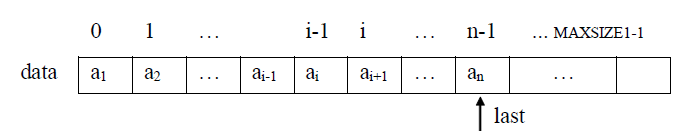 0 1 … i-1 i … n-1 … MAXSIZE1-1
data a1 a2 … ai-1 ai ai+1 … an …
last